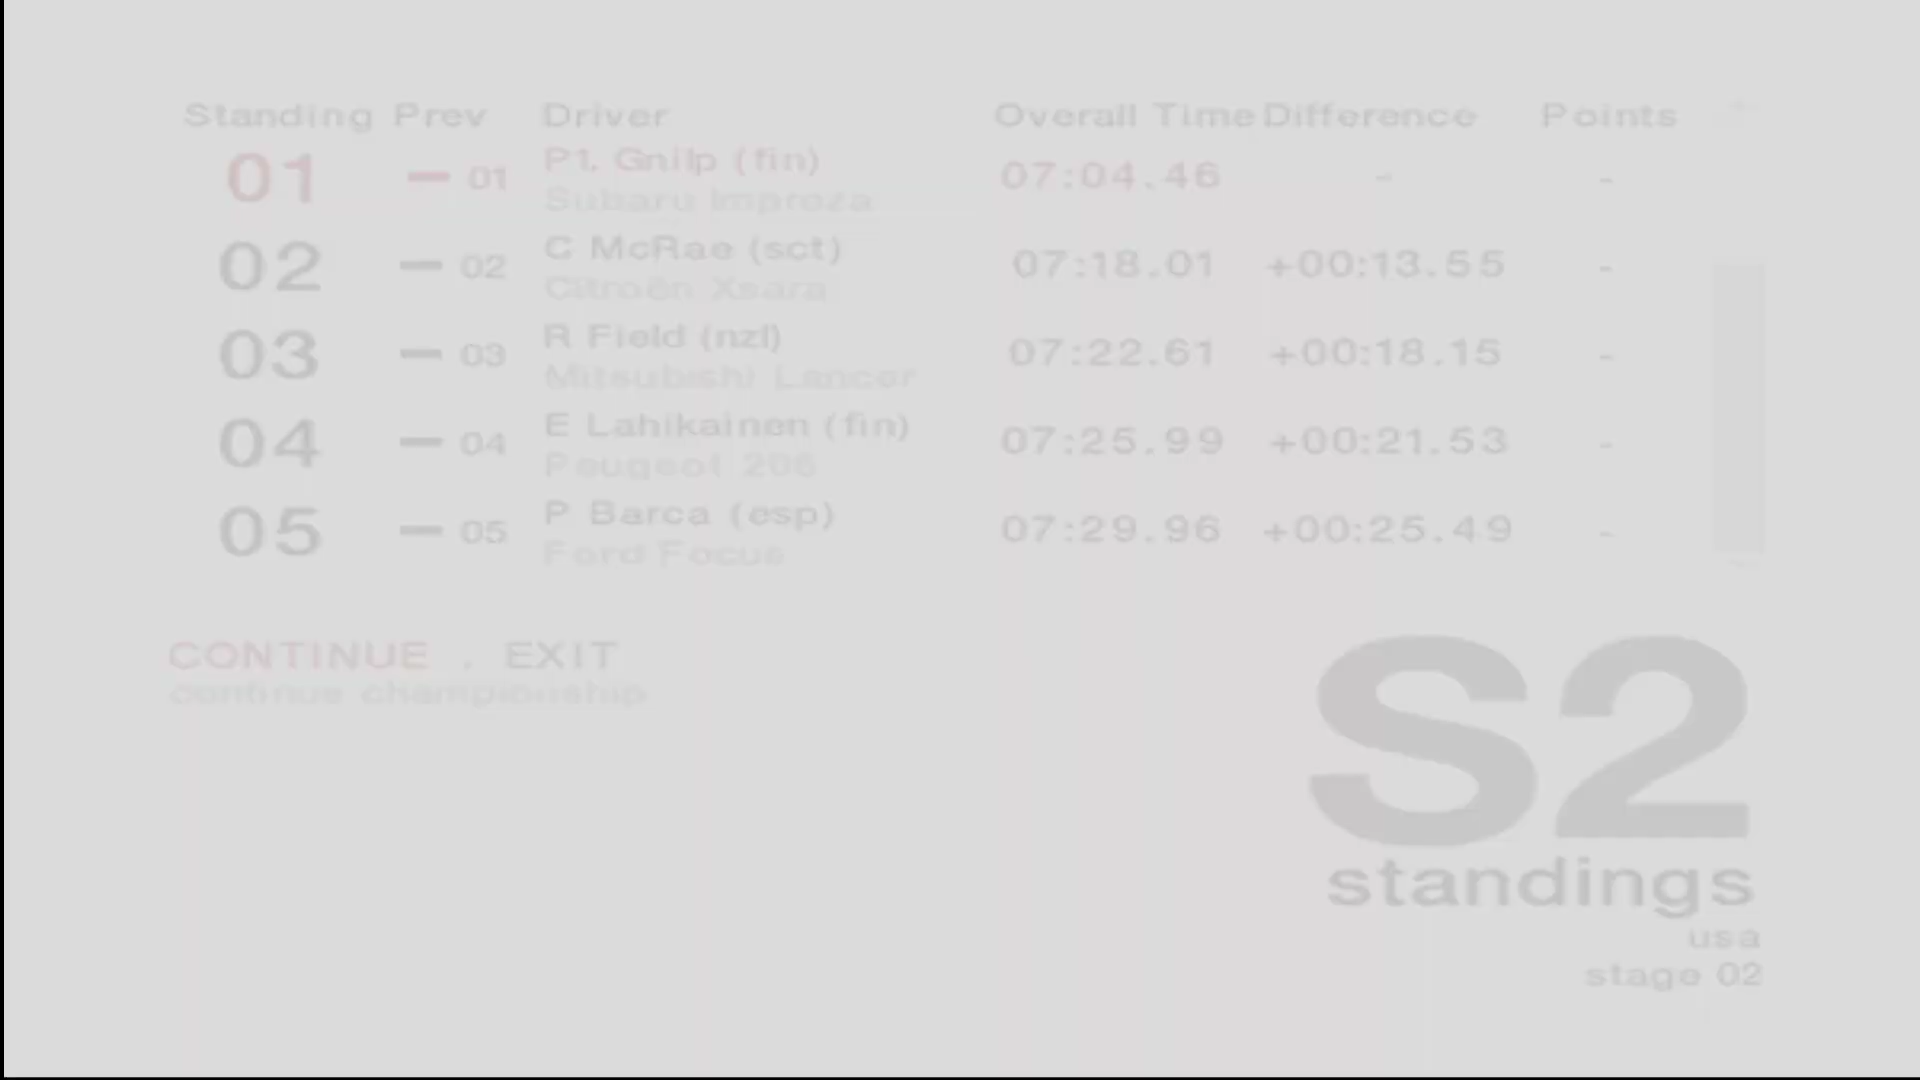 Standing Prev Driver Overall Time Difference Points
01 — 01 P1. Gnilp (fin) 07:04.46 - -
Subaru Impreza
02 — 02 C McRae (sct) 07:18.01 +00:13.55 -
Citroën Xsara
03 — 03 R Field (nzl) 07:22.61 +00:18.15 -
Mitsubishi Lancer
04 — 04 E Lahikainen (fin) 07:25.99 +00:21.53 -
Peugeot 206
05 — 05 P Barca (esp) 07:29.96 +00:25.49 -
Ford Focus
CONTINUE . EXIT
continue championship
S2
standings
usa
stage 02